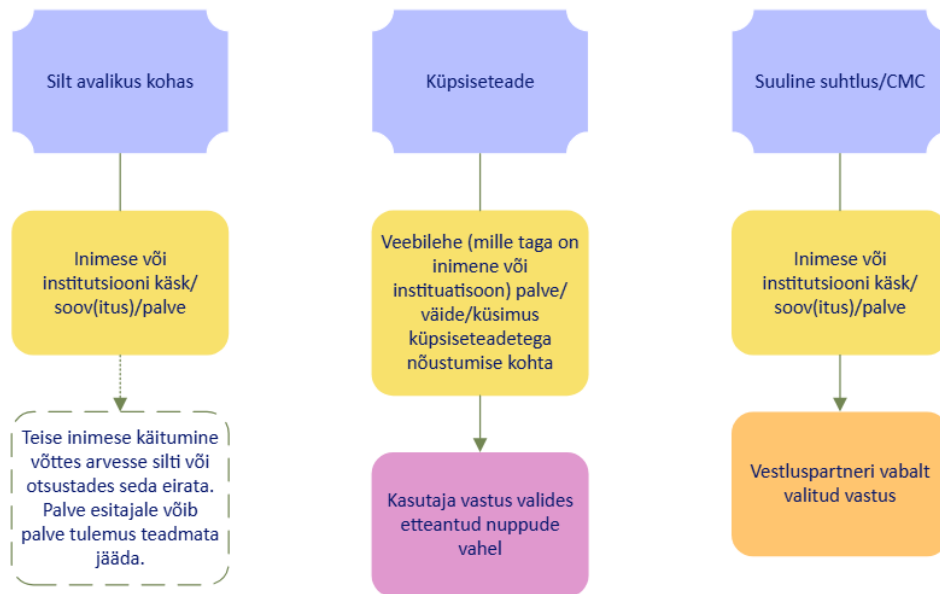 Silt avalikus kohas
Küpsiseteade
Suuline suhtlus/CMC
Inimese või
institutsiooni käsk/
soov(itus)/palve
Veebilehe (mille taga on
inimene või
instituatisoon) palve/
väide/küsimus
küpsiseteadetega
nõustumise kohta
Inimese või
institutsiooni käsk/
soov(itus)/palve
Teise inimese käitumine
võttes arvesse silti või
otsustades seda eirata.
Palve esitajale võib
palve tulemus teadmata
jääda.
Kasutaja vastus valides
etteantud nuppude
vahel
Vestluspartneri vabalt
valitud vastus